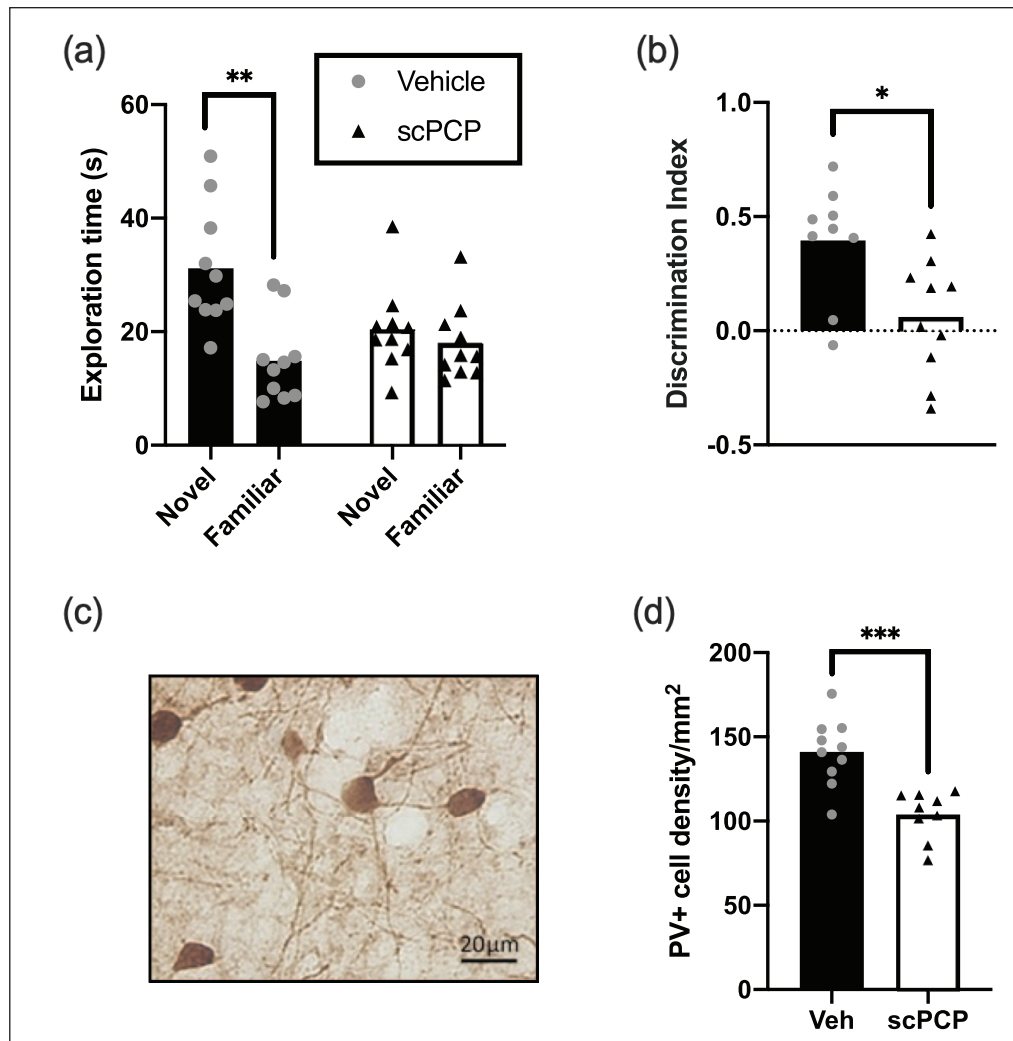 (a)
**
Vehicle
scPCP
Exploration time (s)
60
40
20
0
Novel
Familiar
Novel
Familiar
(b)
*
Discrimination Index
1.0
0.5
0.0
-0.5
(c)
20µm
(d)
***
PV+ cell density/mm²
200
150
100
50
0
Veh scPCP